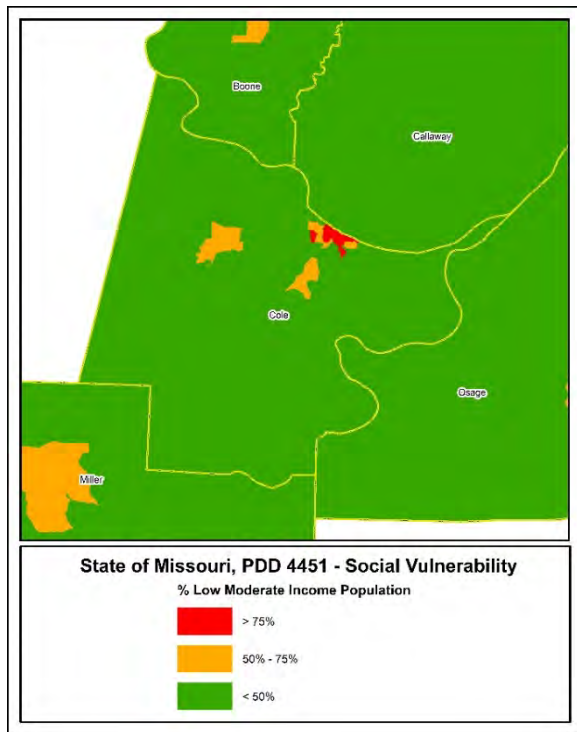 Boone
Callaway
Cole
Osage
Miller
State of Missouri, PDD 4451 - Social Vulnerability
% Low Moderate Income Population
> 75%
50% - 75%
< 50%